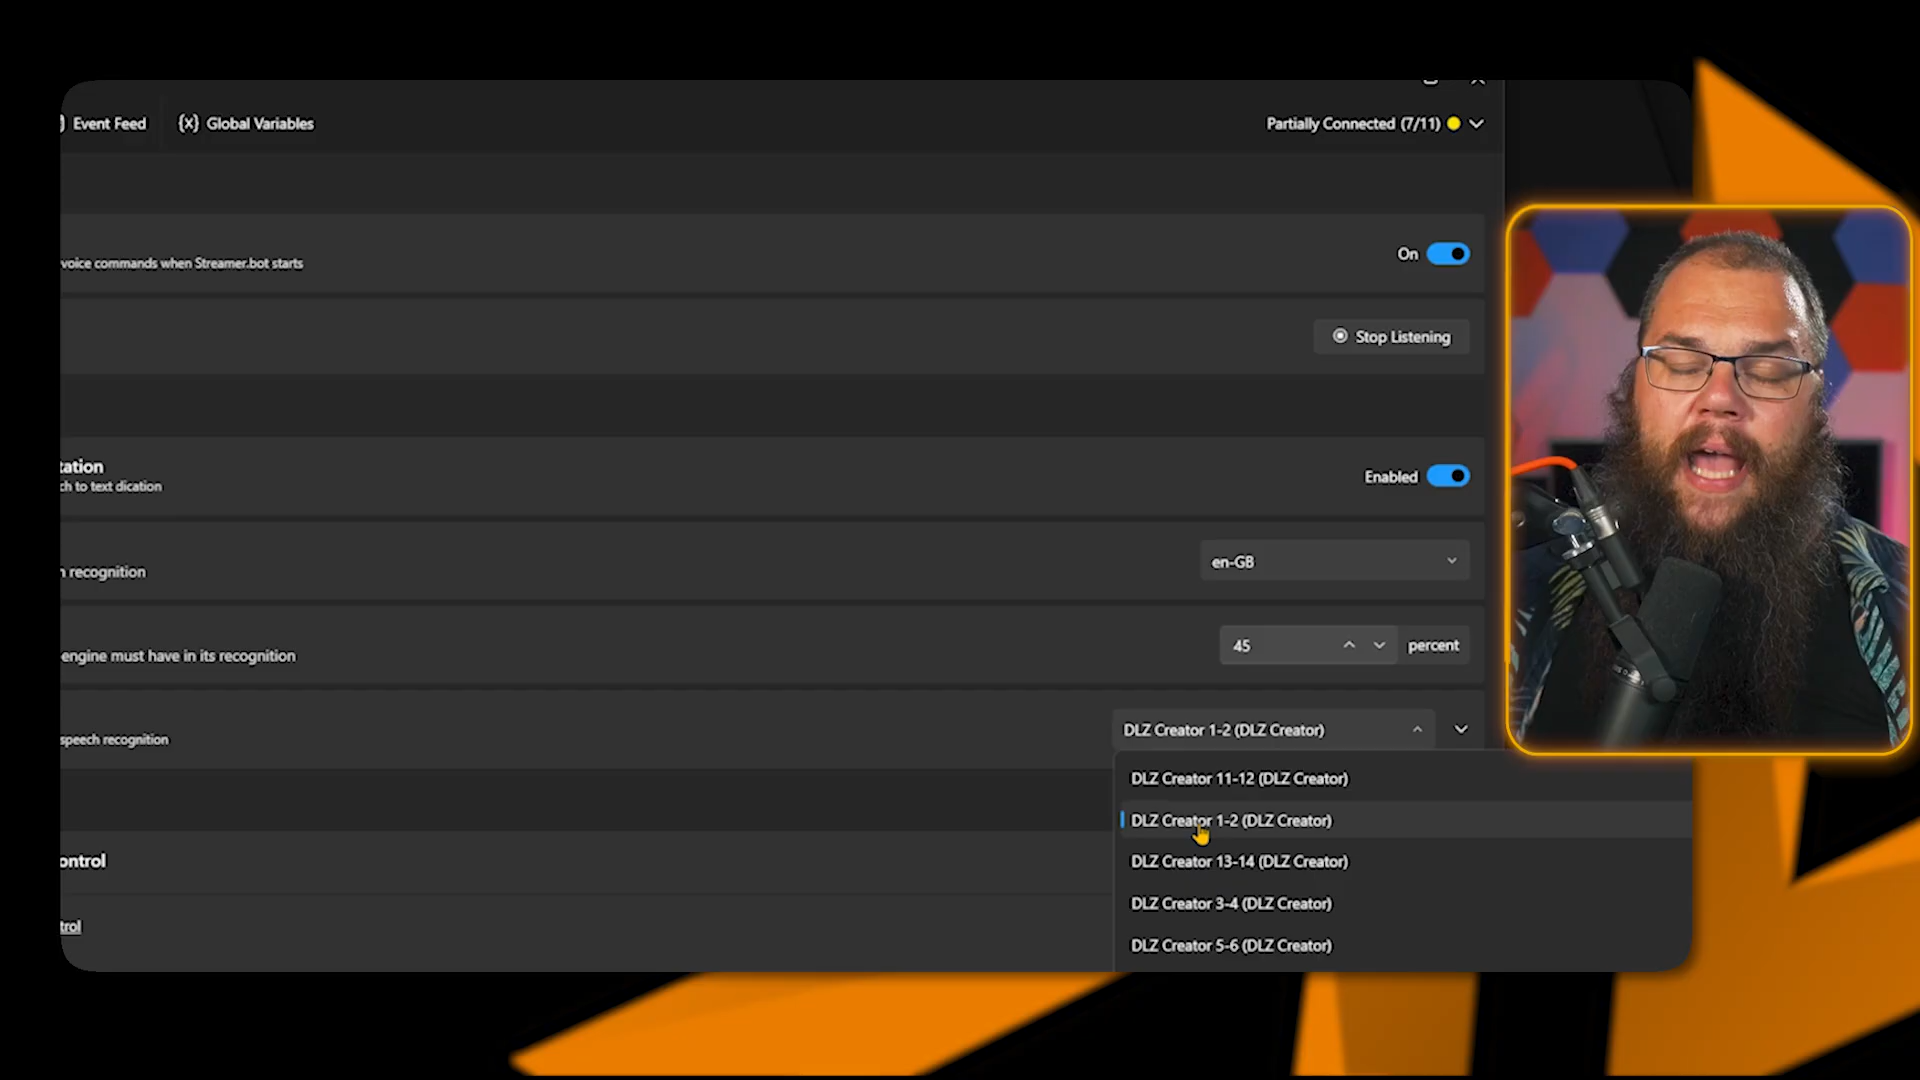 Event Feed
{x} Global Variables
Partially Connected (7/11)
voice commands when Streamer.bot starts
On
Stop Listening
tation
ch to text dication
Enabled
n recognition
en-GB
engine must have in its recognition
45
percent
speech recognition
DLZ Creator 1-2 (DLZ Creator)
DLZ Creator 11-12 (DLZ Creator)
DLZ Creator 1-2 (DLZ Creator)
DLZ Creator 13-14 (DLZ Creator)
ontrol
DLZ Creator 3-4 (DLZ Creator)
trol
DLZ Creator 5-6 (DLZ Creator)